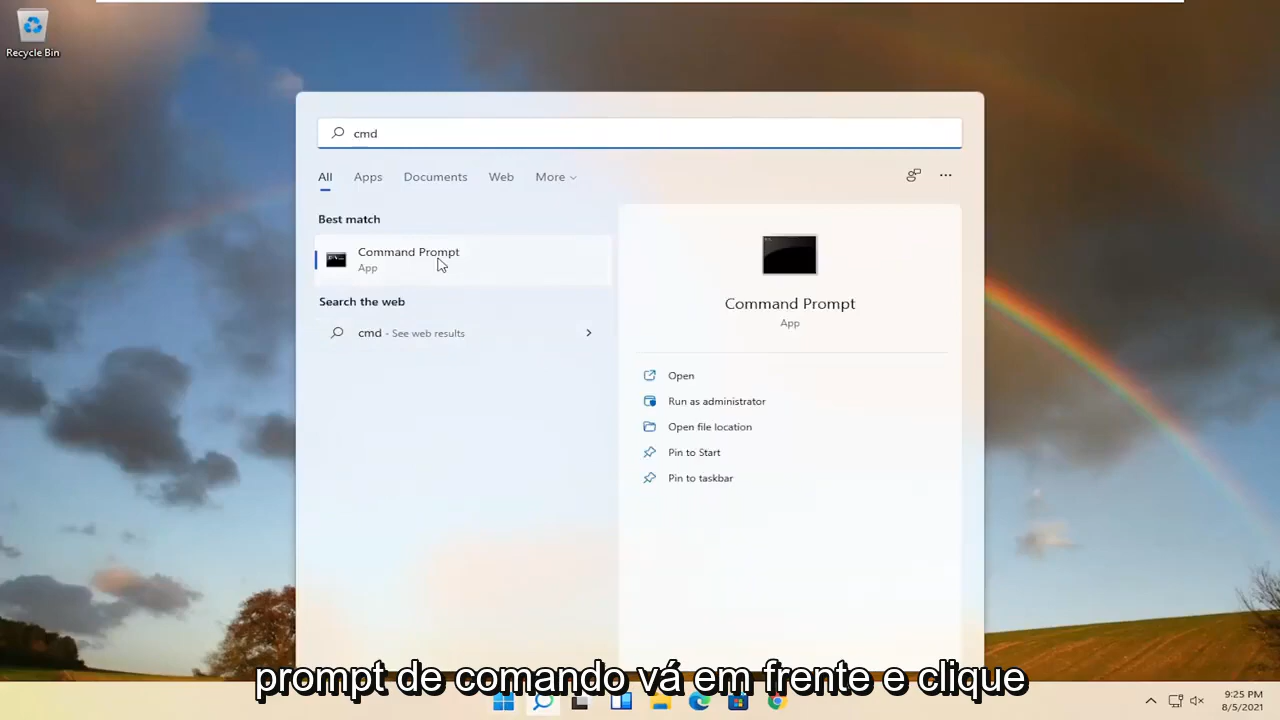 Recycle Bin
cmd
All Apps Documents Web More
Best match
Command Prompt
App
Search the web
cmd - See web results
Command Prompt
App
Open
Run as administrator
Open file location
Pin to Start
Pin to taskbar
prompt de comando vá em frente e clique
9:25 PM
8/5/2021